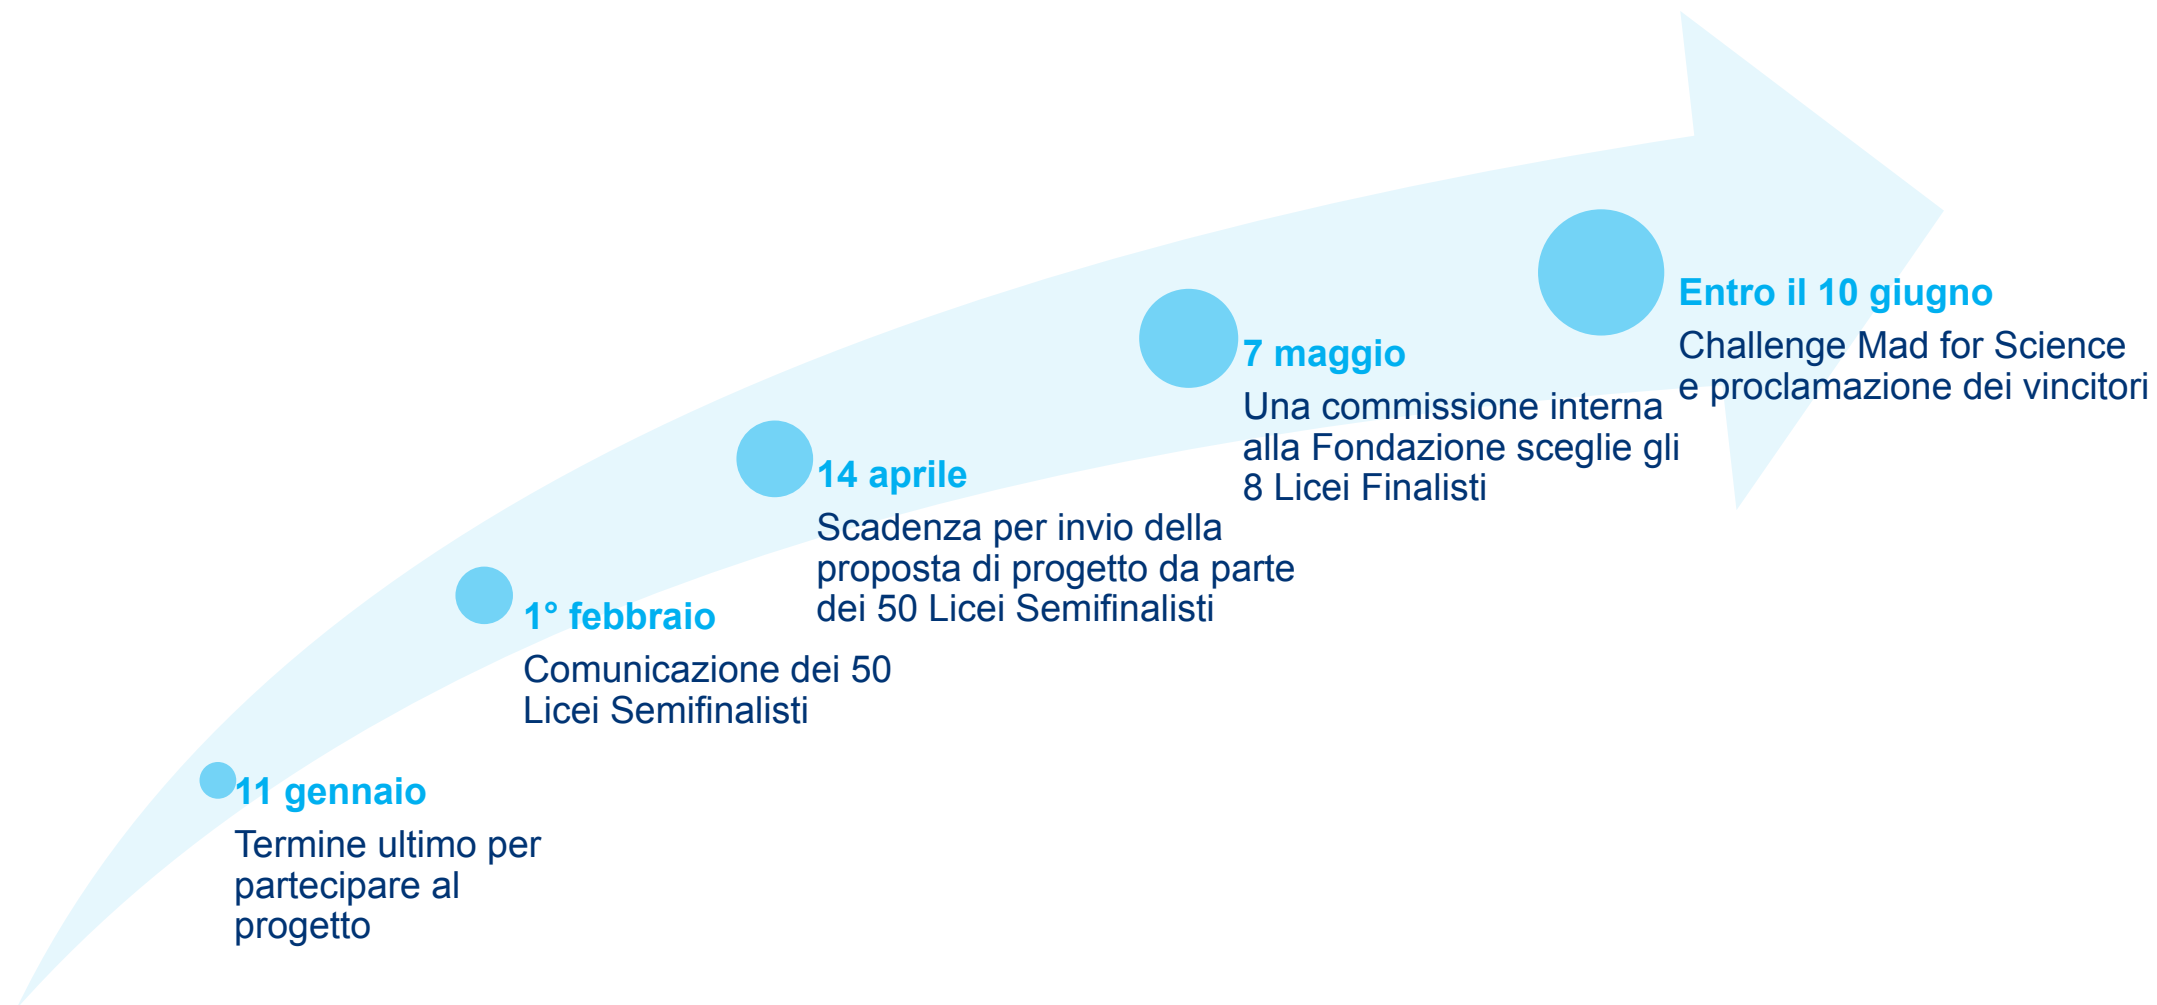 11 gennaio
Termine ultimo per
partecipare al
progetto
1° febbraio
Comunicazione dei 50
Licei Semifinalisti
14 aprile
Scadenza per invio della
proposta di progetto da parte
dei 50 Licei Semifinalisti
7 maggio
Una commissione interna
alla Fondazione sceglie gli
8 Licei Finalisti
Entro il 10 giugno
Challenge Mad for Science
e proclamazione dei vincitori